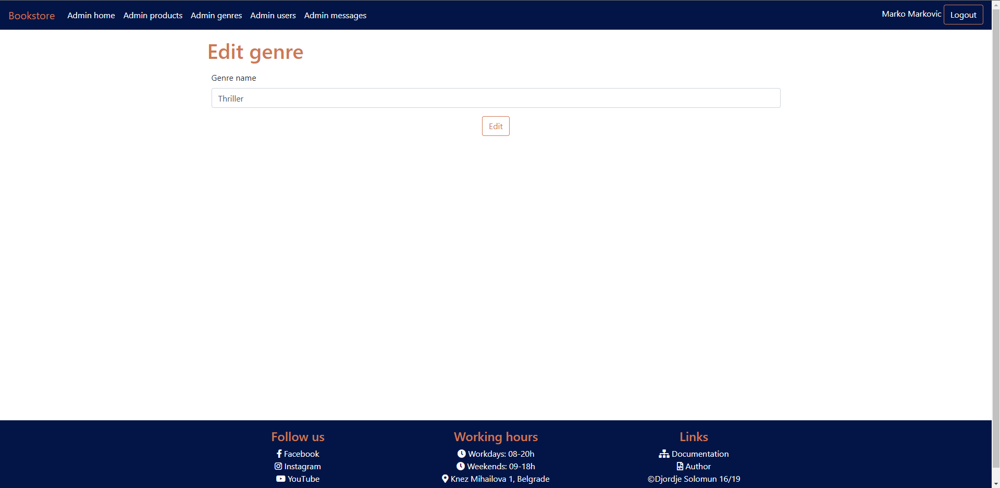 Bookstore Admin home Admin products Admin genres Admin users Admin messages Marko Markovic Logout
Edit genre
Genre name
Thriller
Edit
Follow us
Facebook
Instagram
YouTube
Working hours
Workdays: 08-20h
Weekends: 09-18h
Knez Mihailova 1, Belgrade
Links
Documentation
Author
©Djordje Solomun 16/19